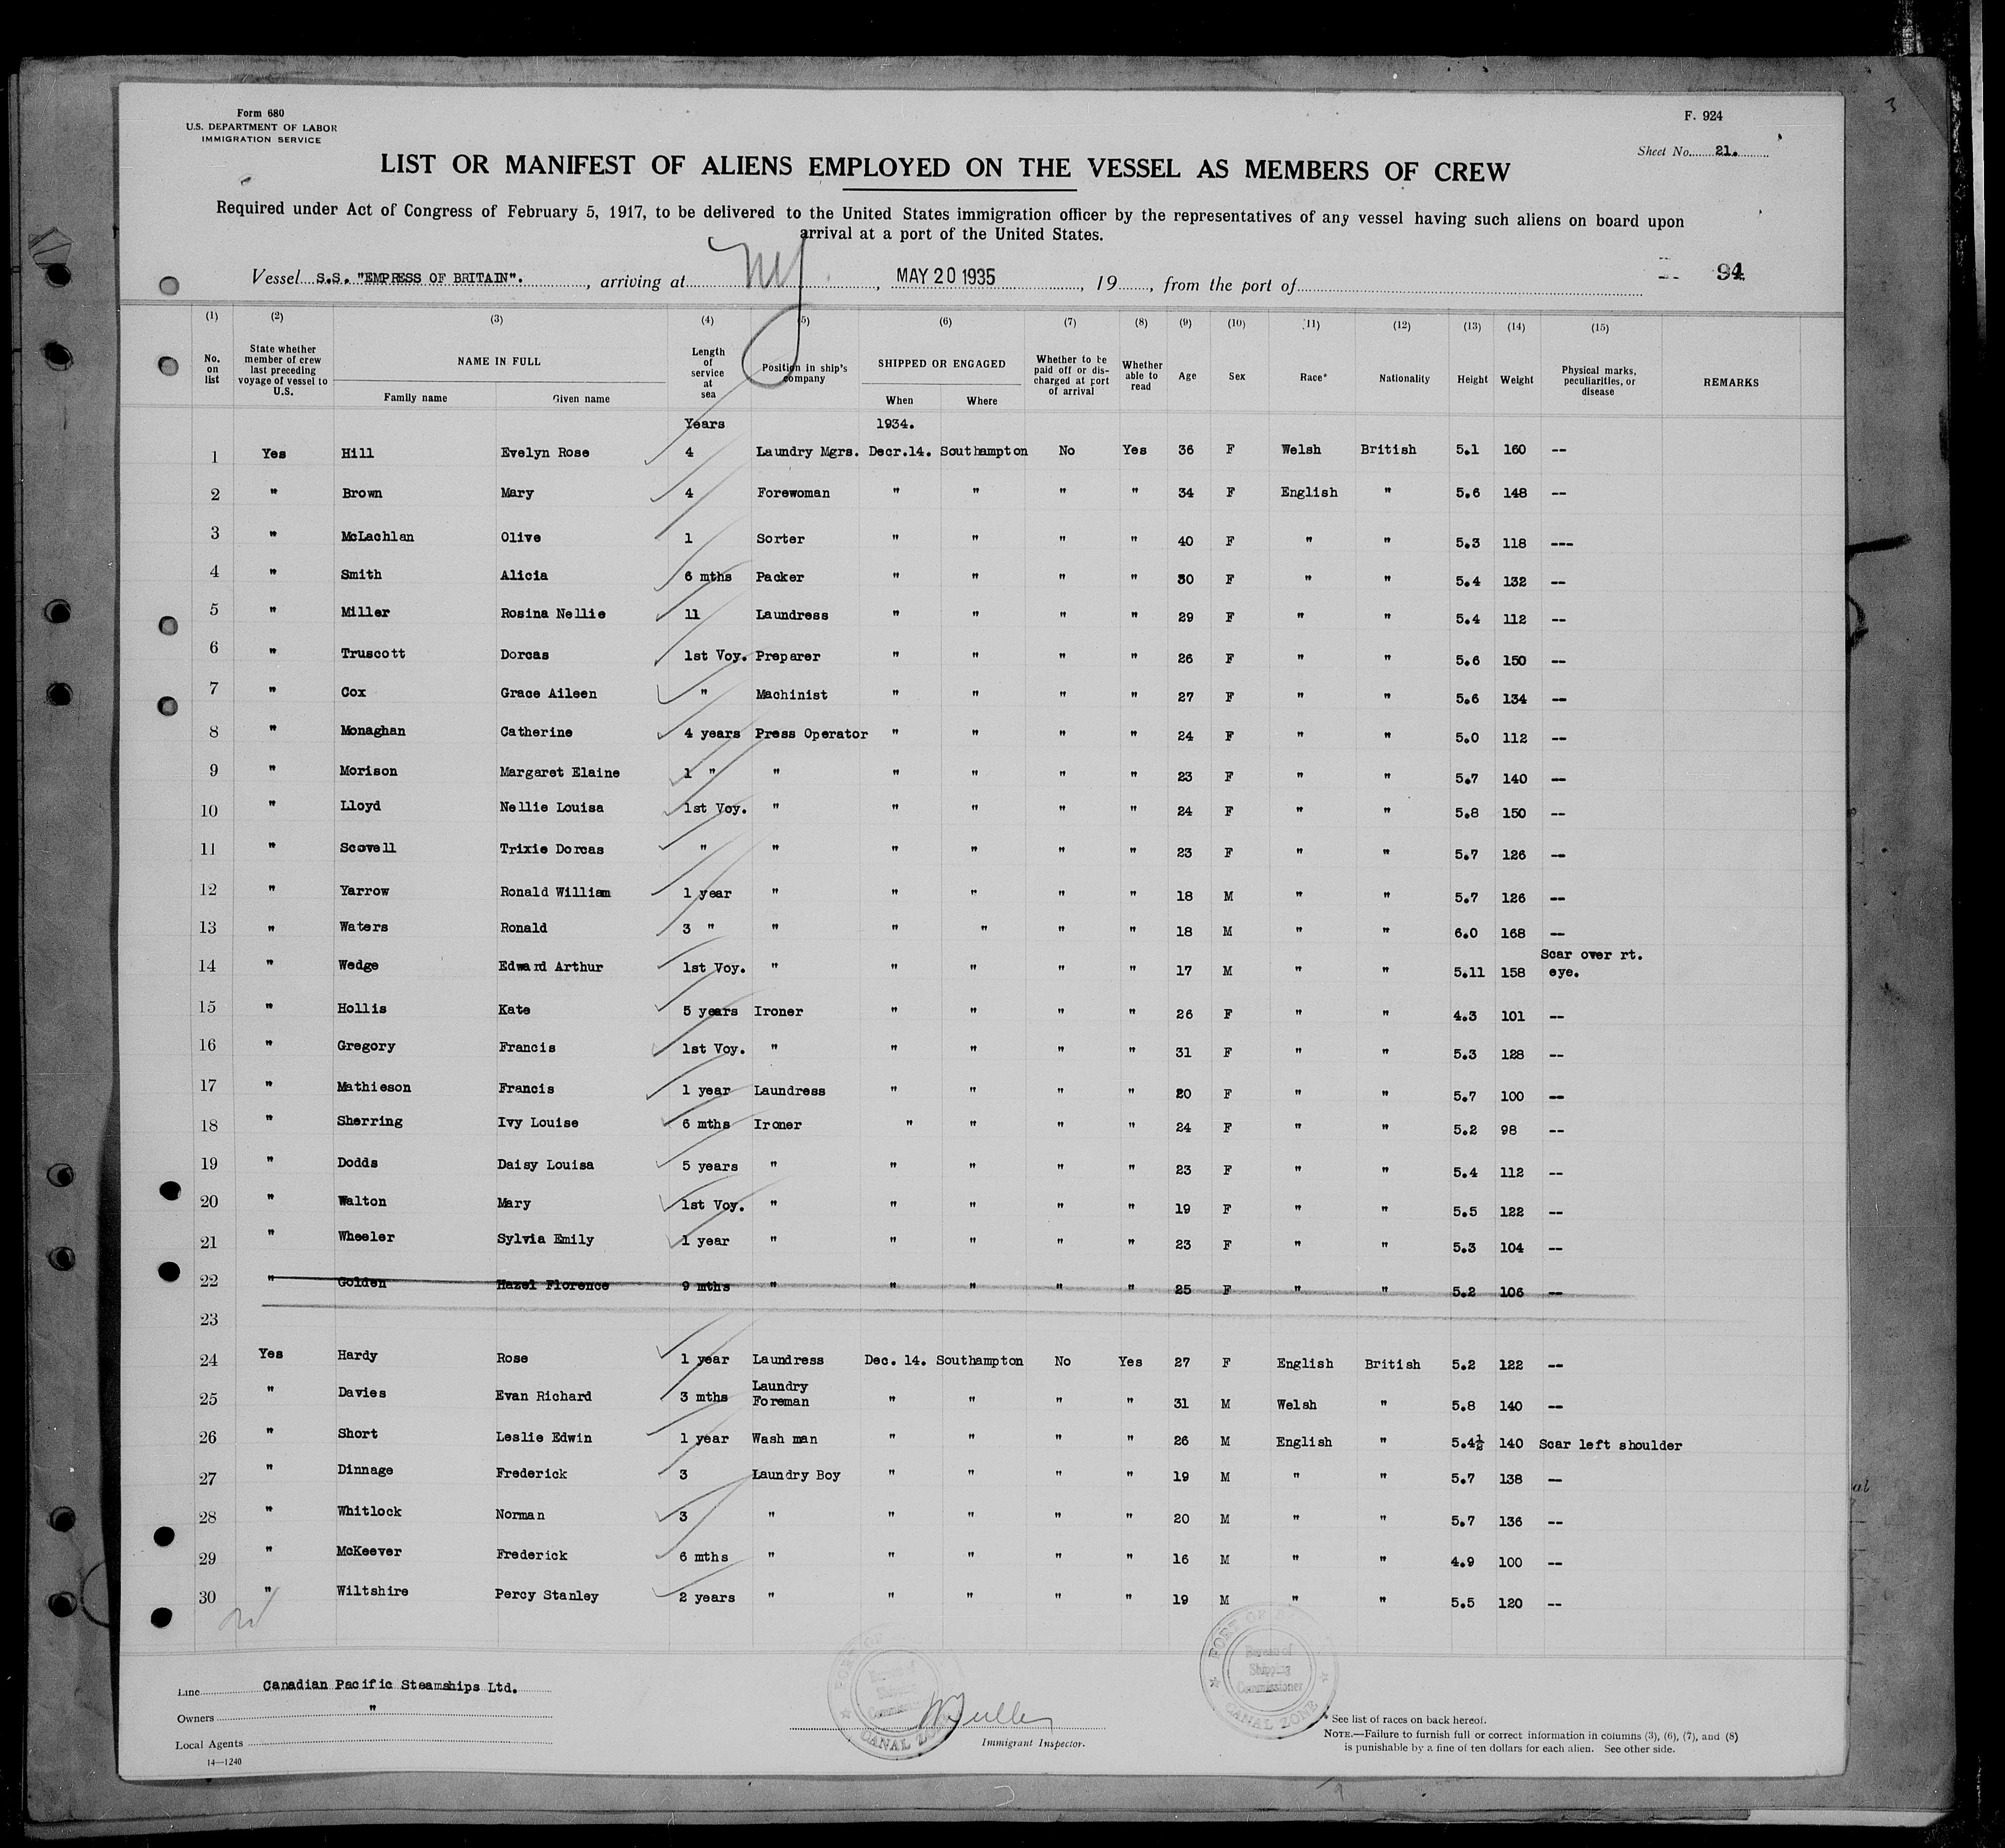 Form 680
U.S. DEPARTMENT OF LABOR
IMMIGRATION SERVICE
F. 924
Sheet No. 21.
LIST OR MANIFEST OF ALIENS EMPLOYED ON THE VESSEL AS MEMBERS OF CREW
Required under Act of Congress of February 5, 1917, to be delivered to the United States immigration officer by the representatives of any vessel having such aliens on board upon
arrival at a port of the United States.
Vessel S.S. "EMPRESS OF BRITAIN". , arriving at NY , MAY 20 1935 , 19 , from the port of 94
(1) (2) (3) (4) (5) (6) (7) (8) (9) (10) (11) (12) (13) (14) (15)
No. on list State whether member of crew last preceding voyage of vessel to U.S. NAME IN FULL Family name Given name Length of service at sea Position in ship's company SHIPPED OR ENGAGED When Where Whether to be paid off or discharged at port of arrival Whether able to read Age Sex Race* Nationality Height Weight Physical marks, peculiarities, or disease REMARKS
Years 1934.
1 Yes Hill Evelyn Rose 4 Laundry Mgrs. Decr.14. Southampton No Yes 36 F Welsh British 5.1 160 --
2 " Brown Mary 4 Forewoman " " " " 34 F English " 5.6 148 --
3 " McLachlan Olive 1 Sorter " " " " 40 F " " 5.3 118 ---
4 " Smith Alicia 6 mths Packer " " " " 30 F " " 5.4 132 --
5 " Miller Rosina Nellie 11 Laundress " " " " 29 F " " 5.4 112 --
6 " Truscott Dorcas 1st Voy. Preparer " " " " 26 F " " 5.6 150 --
7 " Cox Grace Aileen " Machinist " " " " 27 F " " 5.6 134 --
8 " Monaghan Catherine 4 years Press Operator " " " " 24 F " " 5.0 112 --
9 " Morison Margaret Elaine 1 " " " " " " 23 F " " 5.7 140 --
10 " Lloyd Nellie Louisa 1st Voy. " " " " " 24 F " " 5.8 150 --
11 " Scovell Trixie Dorcas " " " " " " 23 F " " 5.7 126 --
12 " Yarrow Ronald William 1 year " " " " " 18 M " " 5.7 126 --
13 " Waters Ronald 3 " " " " " " 18 M " " 6.0 168 --
14 " Wedge Edward Arthur 1st Voy. " " " " " 17 M " " 5.11 158 Scar over rt. eye.
15 " Hollis Kate 5 years Ironer " " " " 26 F " " 4.3 101 --
16 " Gregory Francis 1st Voy. " " " " " 31 F " " 5.3 128 --
17 " Mathieson Francis 1 year Laundress " " " " 20 F " " 5.7 100 --
18 " Sherring Ivy Louise 6 mths Ironer " " " " 24 F " " 5.2 98 --
19 " Dodds Daisy Louisa 5 years " " " " " 23 F " " 5.4 112 --
20 " Walton Mary 1st Voy. " " " " " 19 F " " 5.5 122 --
21 " Wheeler Sylvia Emily 1 year " " " " " 23 F " " 5.3 104 --
22 " Golden Hazel Florence 9 mths " " " " " 25 F " " 5.2 106 --
23
24 Yes Hardy Rose 1 year Laundress Dec. 14. Southampton No Yes 27 F English British 5.2 122 --
25 " Davies Evan Richard 3 mths Laundry Foreman " " " " 31 M Welsh " 5.8 140 --
26 " Short Leslie Edwin 1 year Wash man " " " " 26 M English " 5.4½ 140 Scar left shoulder
27 " Dinnage Frederick 3 Laundry Boy " " " " 19 M " " 5.7 138 --
28 " Whitlock Norman 3 " " " " " 20 M " " 5.7 136 --
29 " McKeever Frederick 6 mths " " " " " 16 M " " 4.9 100 --
30 " Wiltshire Percy Stanley 2 years " " " " " 19 M " " 5.5 120 --
Line Canadian Pacific Steamships Ltd.
Owners "
Local Agents
14—1240
Bureau of Shipping Commissioner
CANAL ZONE
Immigrant Inspector.
Bureau of Shipping Commissioner
CANAL ZONE
* See list of races on back hereof.
NOTE.—Failure to furnish full or correct information in columns (3), (6), (7), and (8)
is punishable by a fine of ten dollars for each alien. See other side.